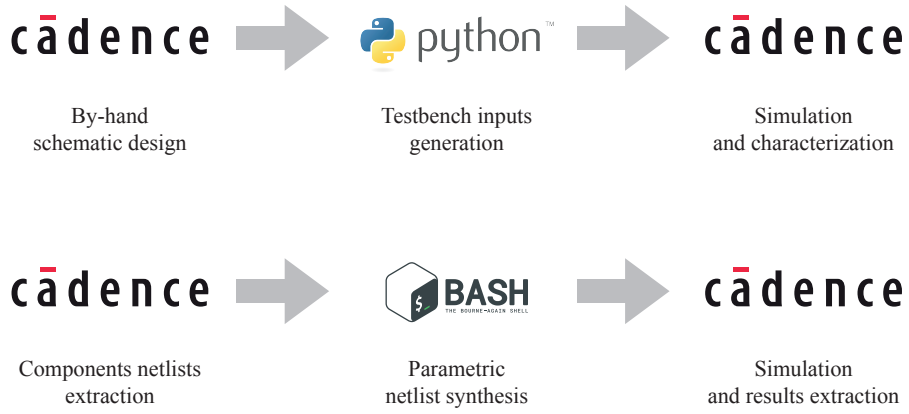 cādence
python™
cādence
By-hand
schematic design
Testbench inputs
generation
Simulation
and characterization
cādence
$_
BASH
THE BOURNE-AGAIN SHELL
cādence
Components netlists
extraction
Parametric
netlist synthesis
Simulation
and results extraction